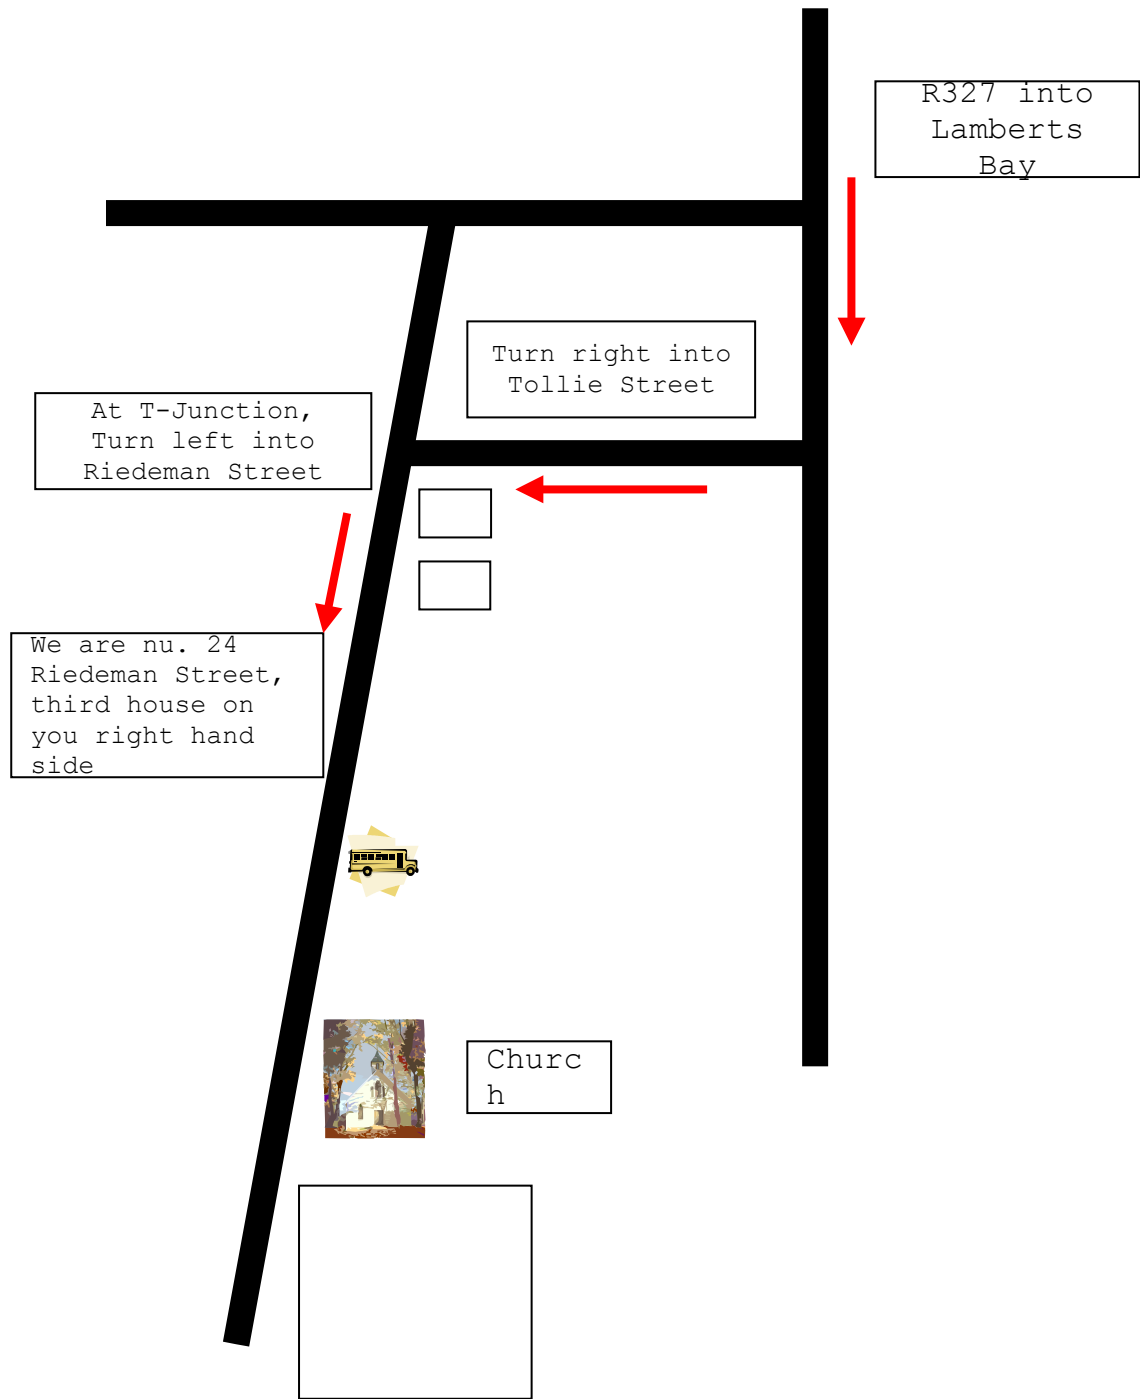 R327 into
Lamberts
Bay
Turn right into
Tollie Street
At T-Junction,
Turn left into
Riedeman Street
We are nu. 24
Riedeman Street,
third house on
you right hand
side
Churc
h